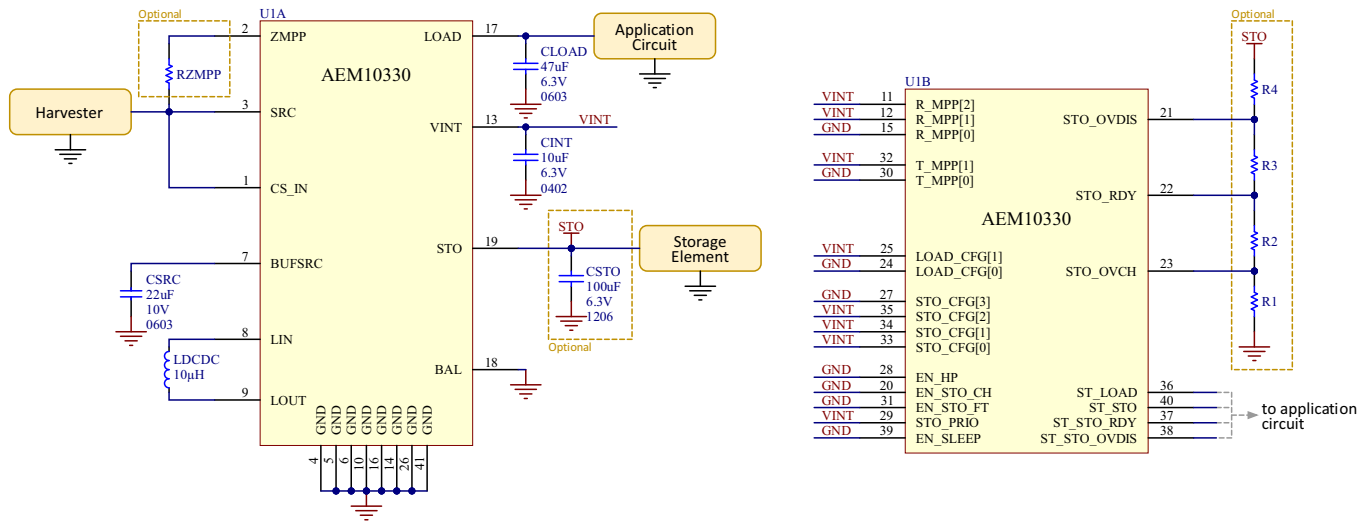 Optional
U1A
2
ZMPP
RZMPP
Harvester
3
SRC
1
CS_IN
7
BUFSRC
CSRC
22uF
10V
0603
8
LIN
LDCDC
10µH
9
LOUT
AEM10330
LOAD
17
CLOAD
47uF
6.3V
0603
Application
Circuit
VINT
13
VINT
CINT
10uF
6.3V
0402
STO
19
STO
CSTO
100uF
6.3V
1206
Optional
Storage
Element
BAL
18
GND
GND
GND
GND
GND
GND
GND
GND
4
5
6
10
16
14
26
41
U1B
AEM10330
VINT 11 R_MPP[2]
VINT 12 R_MPP[1]
GND 15 R_MPP[0]
VINT 32 T_MPP[1]
GND 30 T_MPP[0]
VINT 25 LOAD_CFG[1]
GND 24 LOAD_CFG[0]
GND 27 STO_CFG[3]
VINT 35 STO_CFG[2]
VINT 34 STO_CFG[1]
VINT 33 STO_CFG[0]
GND 28 EN_HP
GND 20 EN_STO_CH
GND 31 EN_STO_FT
VINT 29 STO_PRIO
GND 39 EN_SLEEP
STO_OVDIS 21
STO_RDY 22
STO_OVCH 23
ST_LOAD 36
ST_STO 40
ST_STO_RDY 37
ST_STO_OVDIS 38
Optional
STO
R4
R3
R2
R1
to application
circuit